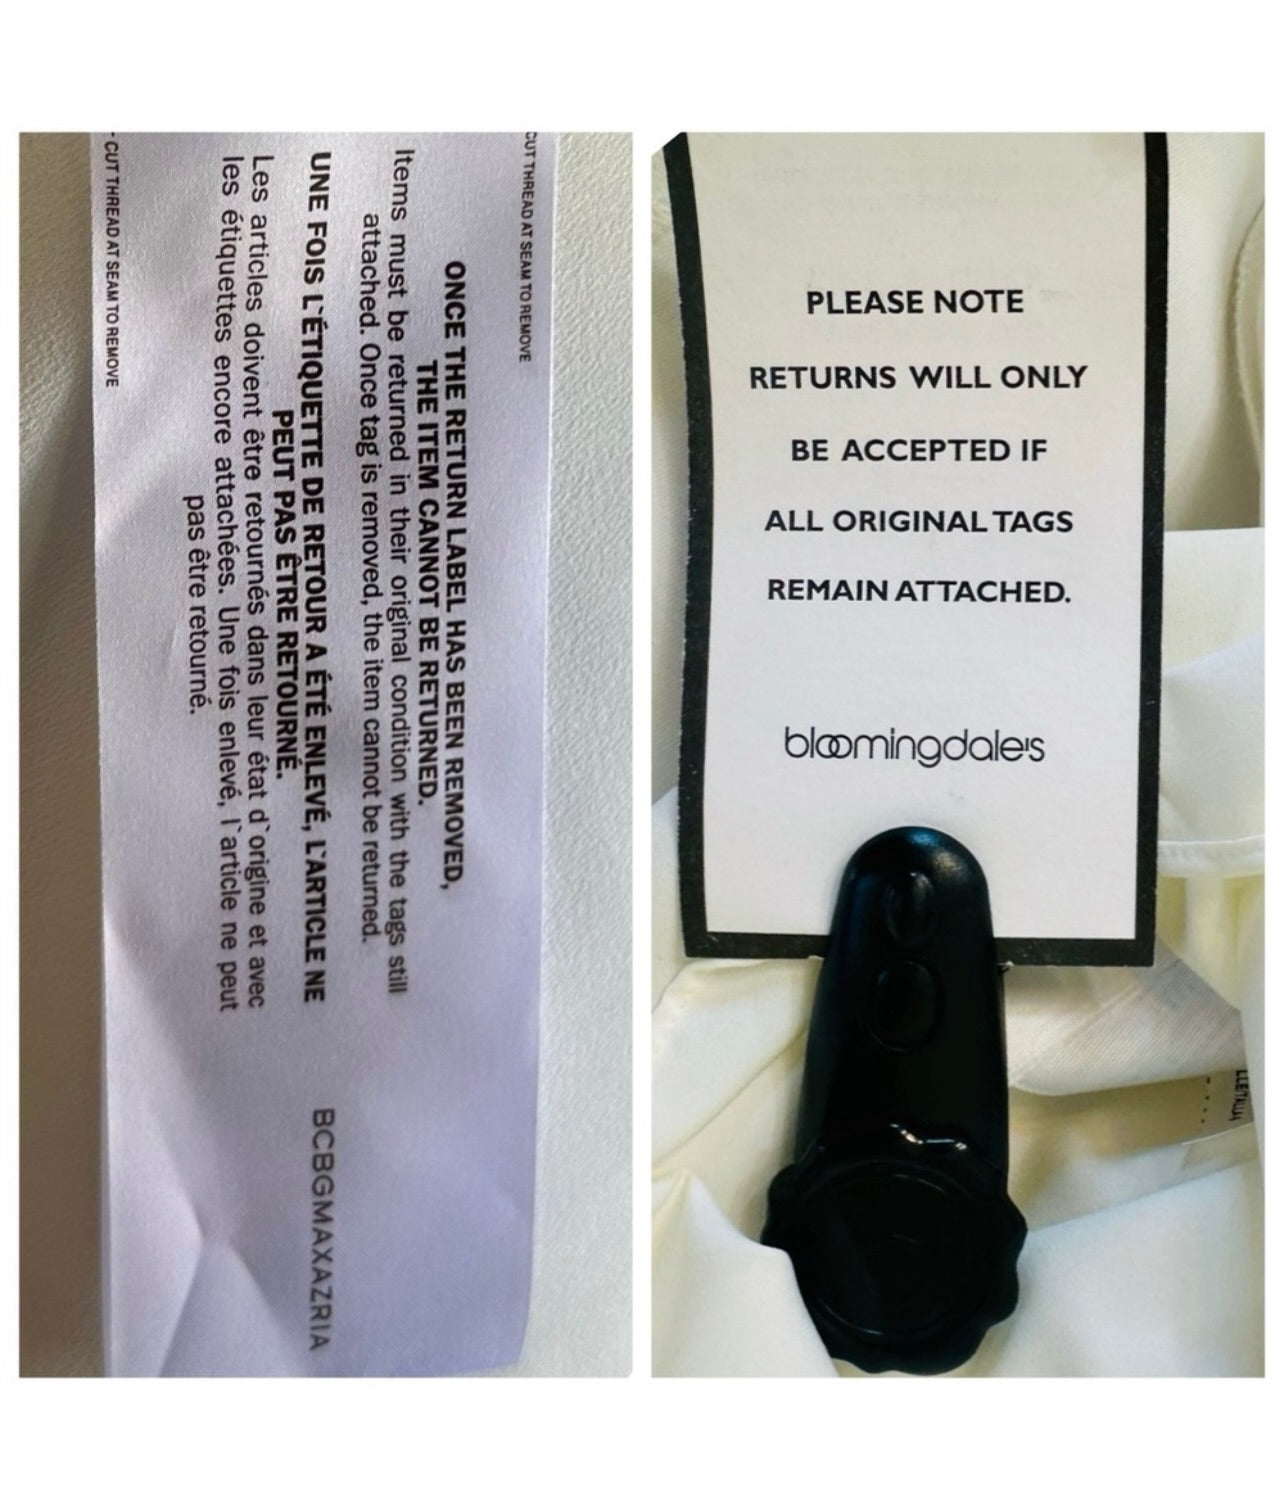 CUT THREAD AT SEAM TO REMOVE
ONCE THE RETURN LABEL HAS BEEN REMOVED,
THE ITEM CANNOT BE RETURNED.
Items must be returned in their original condition with the tags still
attached. Once tag is removed, the item cannot be returned.
UNE FOIS L`ÉTIQUETTE DE RETOUR A ÉTÉ ENLEVÉ, L`ARTICLE NE
PEUT PAS ÊTRE RETOURNÉ.
Les articles doivent être retournés dans leur état d`origine et avec
les étiquettes encore attachées. Une fois enlevé, l`article ne peut
pas être retourné.
- CUT THREAD AT SEAM TO REMOVE
BCBGMAXAZRIA
PLEASE NOTE
RETURNS WILL ONLY
BE ACCEPTED IF
ALL ORIGINAL TAGS
REMAIN ATTACHED.
bloomingdale's